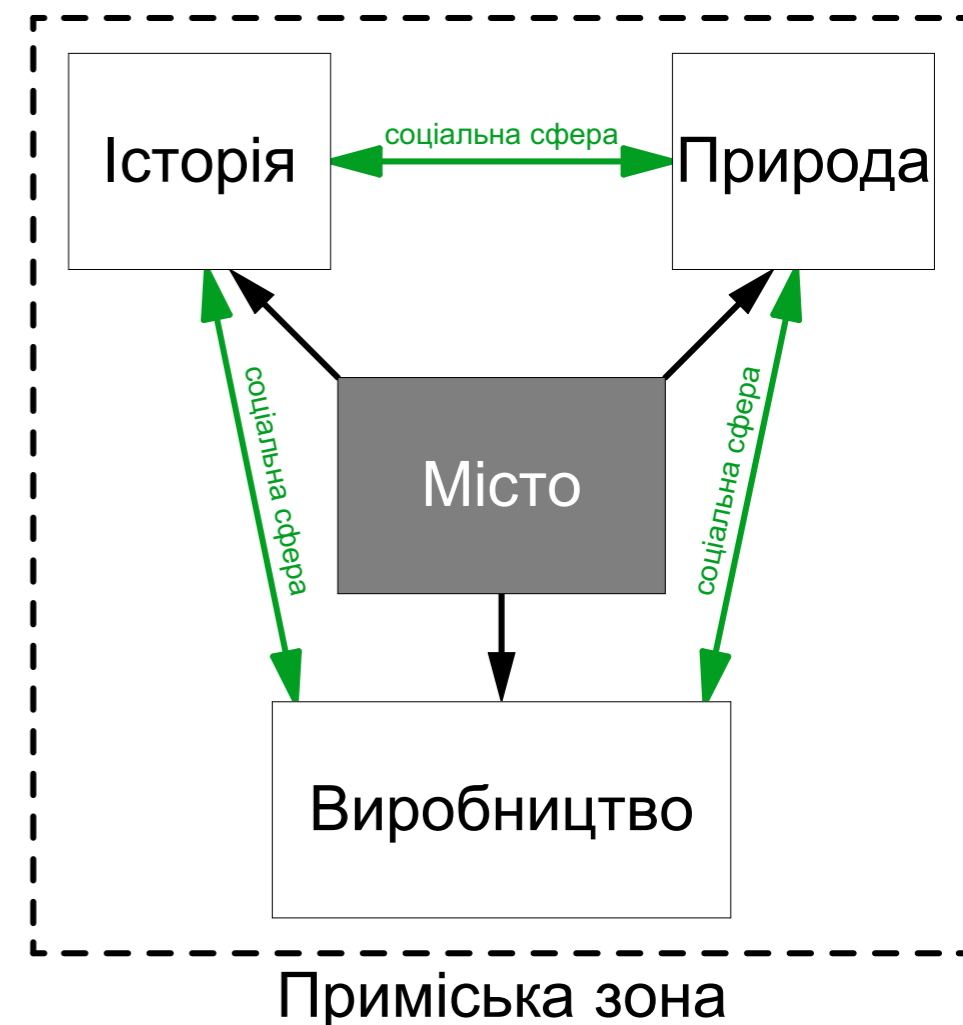 Історія
соціальна сфера
Природа
соціальна сфера
Місто
соціальна сфера
Виробництво
Приміська зона